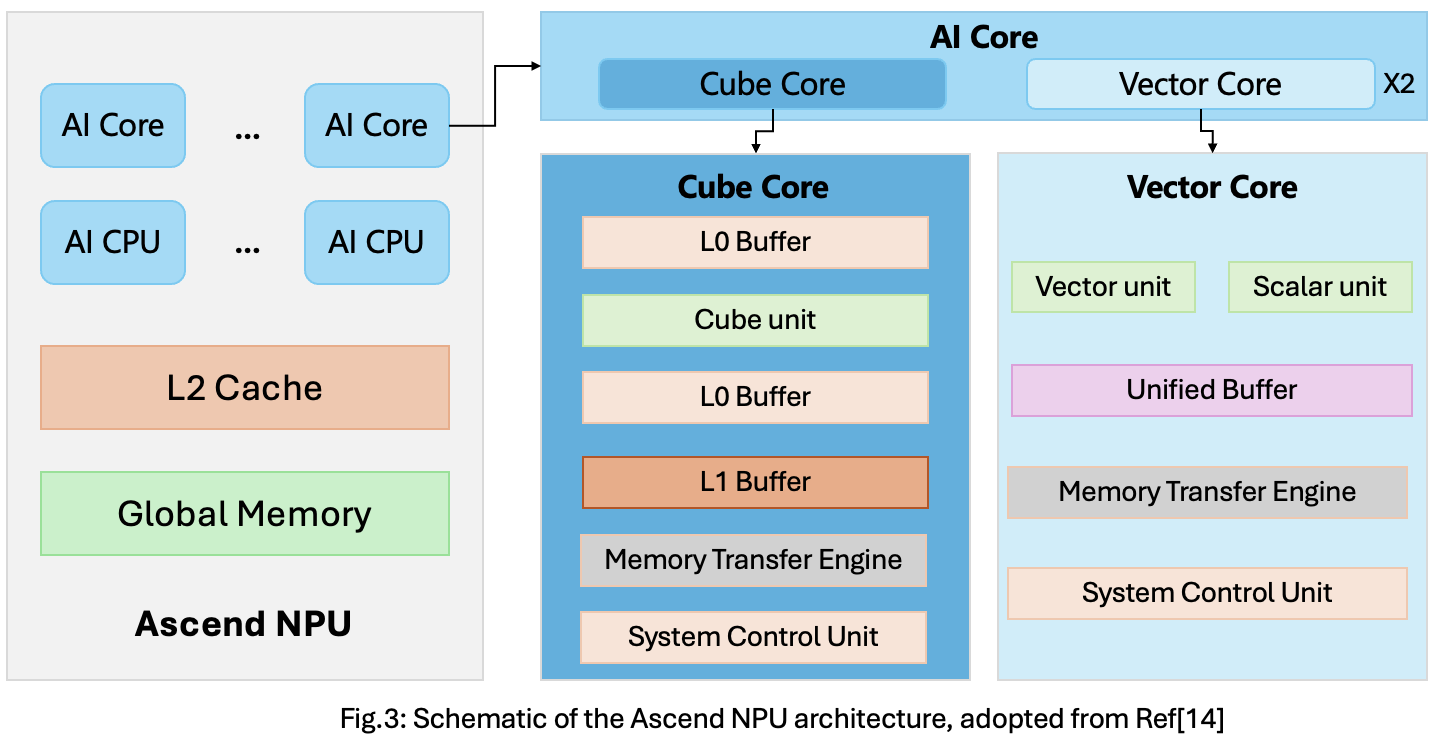 AI Core ... AI Core
AI CPU ... AI CPU
L2 Cache
Global Memory
Ascend NPU
AI Core
Cube Core
Vector Core
X2
Cube Core
L0 Buffer
Cube unit
L0 Buffer
L1 Buffer
Memory Transfer Engine
System Control Unit
Vector Core
Vector unit
Scalar unit
Unified Buffer
Memory Transfer Engine
System Control Unit
Fig.3: Schematic of the Ascend NPU architecture, adopted from Ref[14]